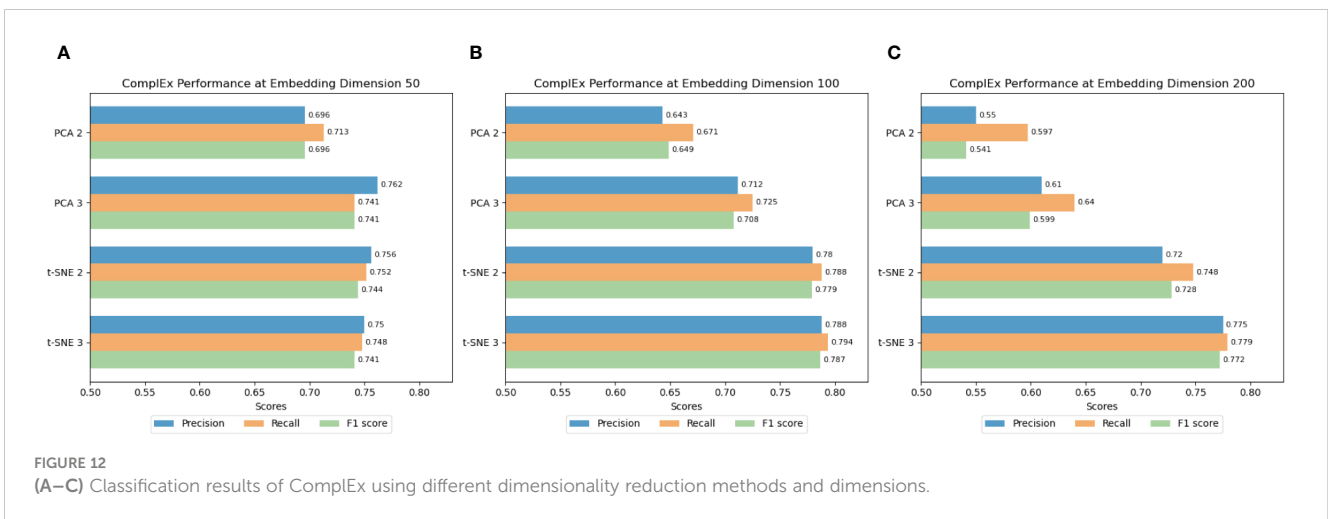 A
ComplEx Performance at Embedding Dimension 50
PCA 2
0.696
0.713
0.696
PCA 3
0.762
0.741
0.741
t-SNE 2
0.756
0.752
0.744
t-SNE 3
0.75
0.748
0.741
0.50 0.55 0.60 0.65 0.70 0.75 0.80
Scores
Precision Recall F1 score
B
ComplEx Performance at Embedding Dimension 100
PCA 2
0.643
0.671
0.649
PCA 3
0.712
0.725
0.708
t-SNE 2
0.78
0.788
0.779
t-SNE 3
0.788
0.794
0.787
0.50 0.55 0.60 0.65 0.70 0.75 0.80
Scores
Precision Recall F1 score
C
ComplEx Performance at Embedding Dimension 200
PCA 2
0.55
0.597
0.541
PCA 3
0.61
0.64
0.599
t-SNE 2
0.72
0.748
0.728
t-SNE 3
0.775
0.779
0.772
0.50 0.55 0.60 0.65 0.70 0.75 0.80
Scores
Precision Recall F1 score
FIGURE 12
(A–C) Classification results of ComplEx using different dimensionality reduction methods and dimensions.